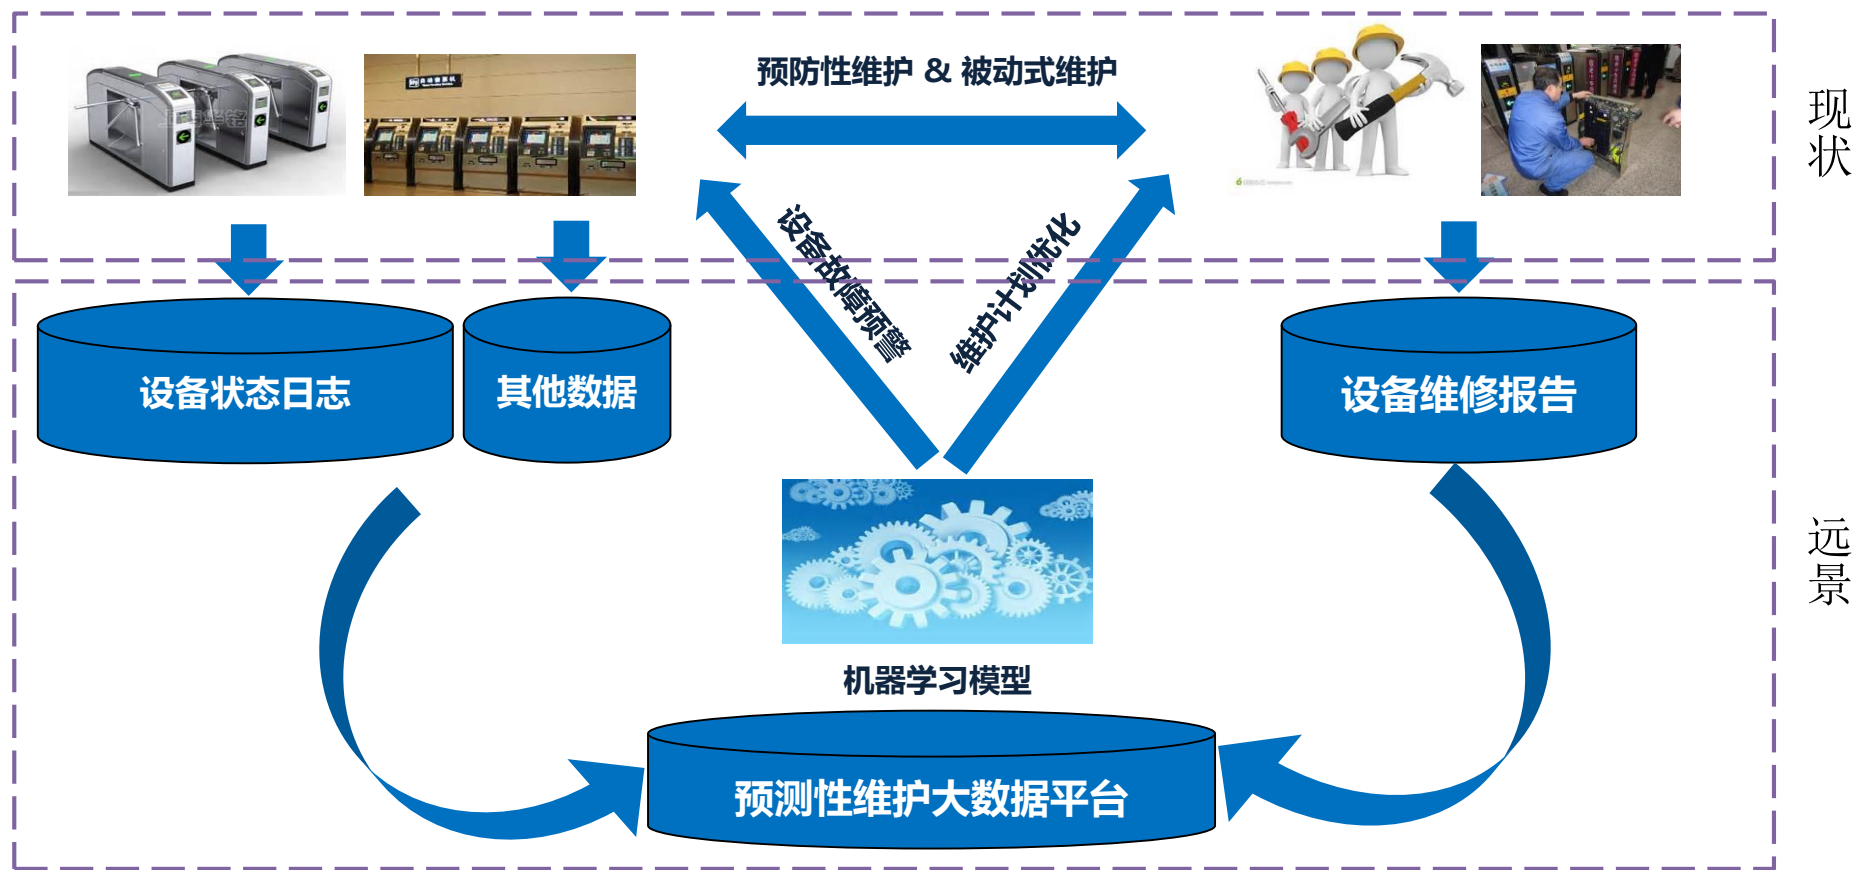 预防性维护 & 被动式维护
现状
设备故障预警
维护计划优化
设备状态日志
其他数据
设备维修报告
远景
机器学习模型
预测性维护大数据平台